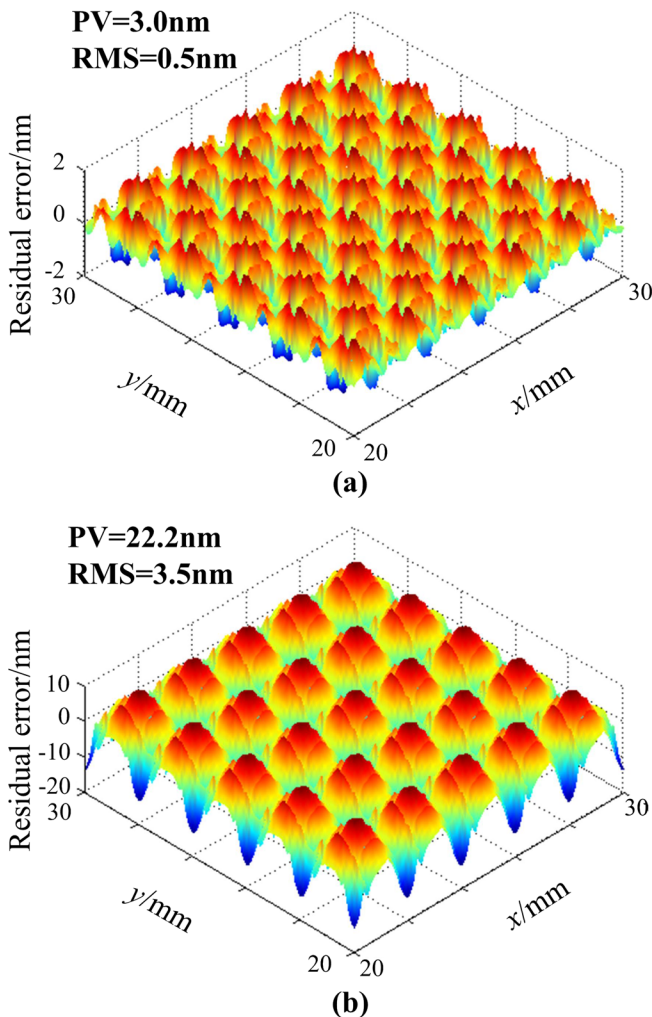 PV=3.0nm
RMS=0.5nm
Residual error/nm
2
0
-2
30
30
y/mm
x/mm
20
20
(a)
PV=22.2nm
RMS=3.5nm
Residual error/nm
10
0
-10
-20
30
30
y/mm
x/mm
20
20
(b)